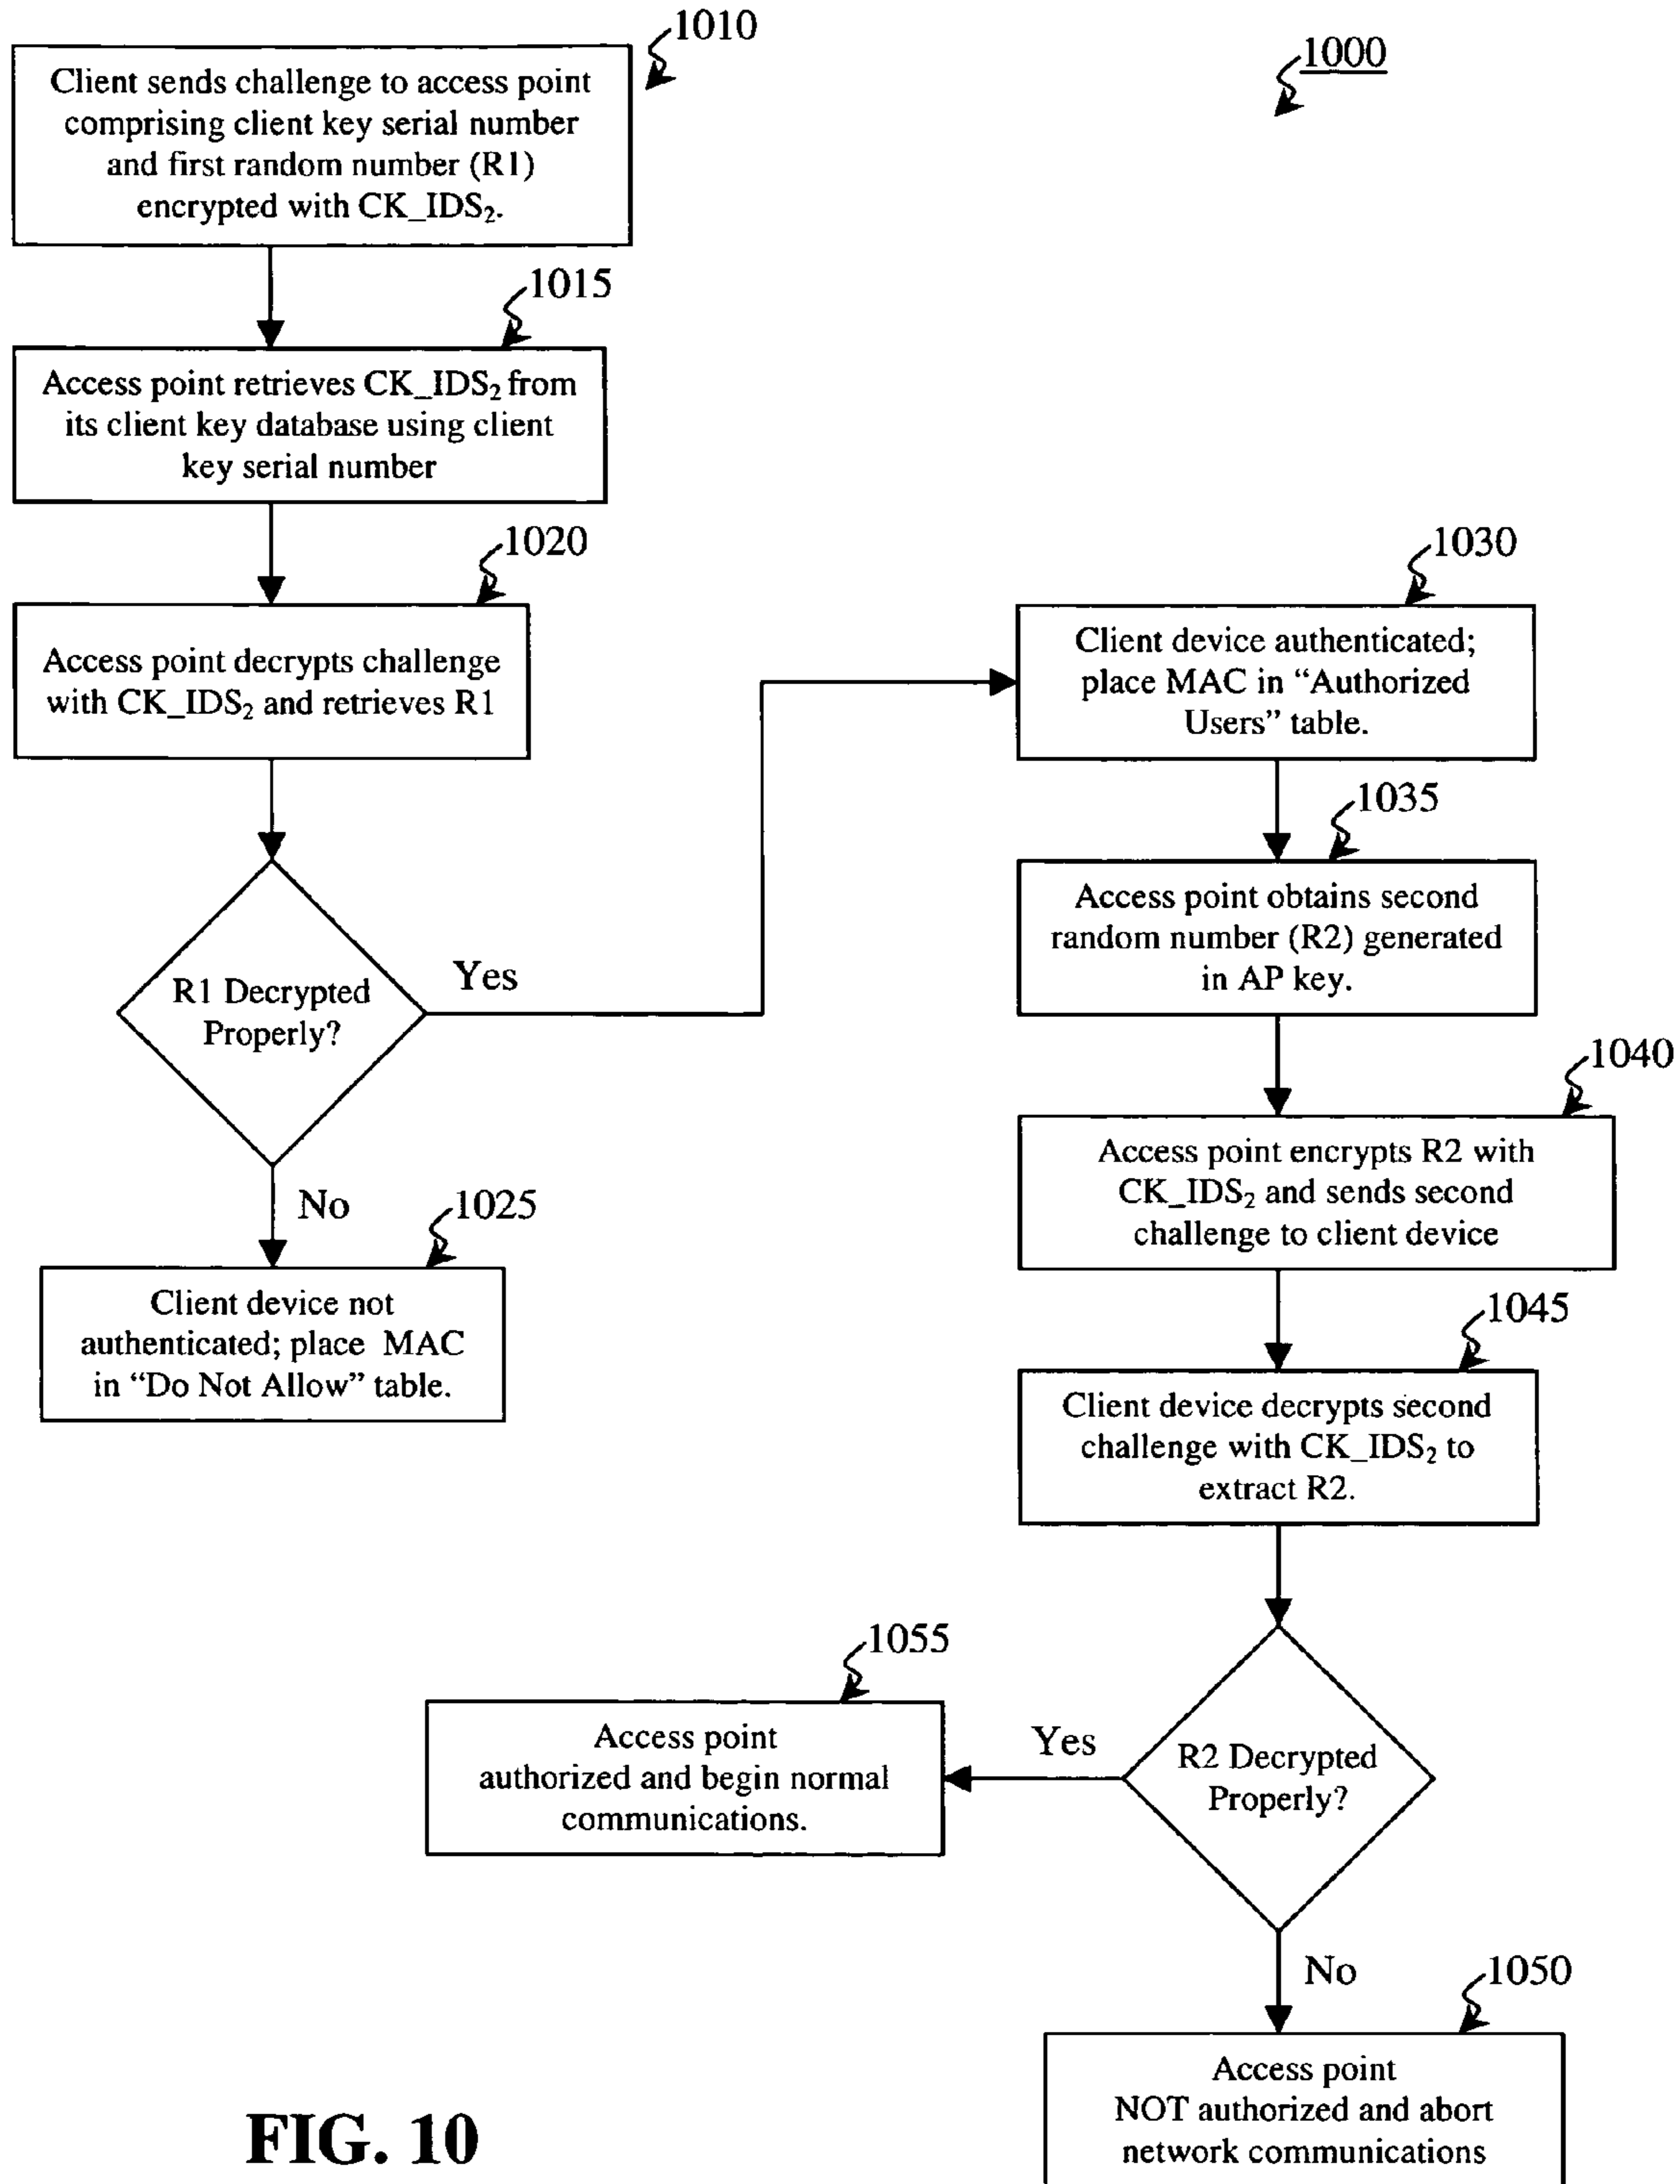 1010
1000
Client sends challenge to access point
comprising client key serial number
and first random number (R1)
encrypted with CK_IDS₂.
1015
Access point retrieves CK_IDS₂ from
its client key database using client
key serial number
1020
Access point decrypts challenge
with CK_IDS₂ and retrieves R1
R1 Decrypted
Properly?
Yes
No
1025
Client device not
authenticated; place MAC
in “Do Not Allow” table.
1030
Client device authenticated;
place MAC in “Authorized
Users” table.
1035
Access point obtains second
random number (R2) generated
in AP key.
1040
Access point encrypts R2 with
CK_IDS₂ and sends second
challenge to client device
1045
Client device decrypts second
challenge with CK_IDS₂ to
extract R2.
R2 Decrypted
Properly?
Yes
1055
Access point
authorized and begin normal
communications.
No
1050
Access point
NOT authorized and abort
network communications
FIG. 10